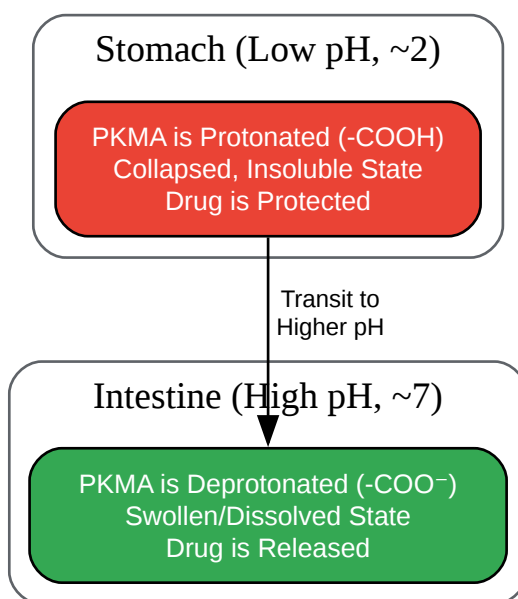 Stomach (Low pH, ~2)
PKMA is Protonated (-COOH)
Collapsed, Insoluble State
Drug is Protected
Transit to
Higher pH
Intestine (High pH, ~7)
PKMA is Deprotonated (-COO⁻)
Swollen/Dissolved State
Drug is Released